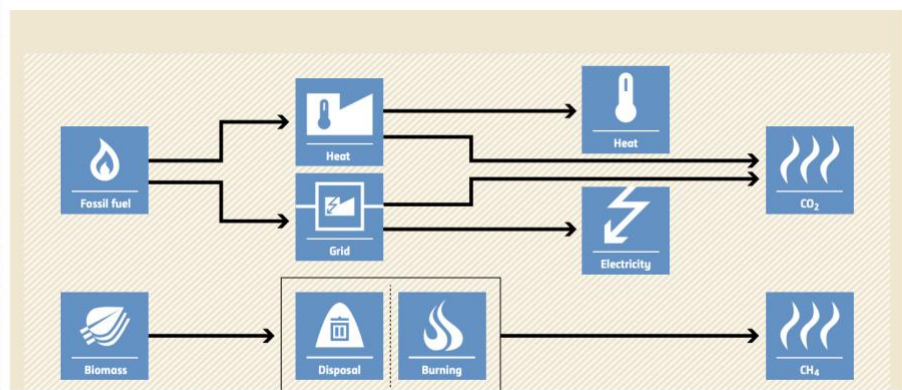 Fossil fuel
Heat
Heat
CO₂
Grid
Electricity
Biomass
Disposal
Burning
CH₄